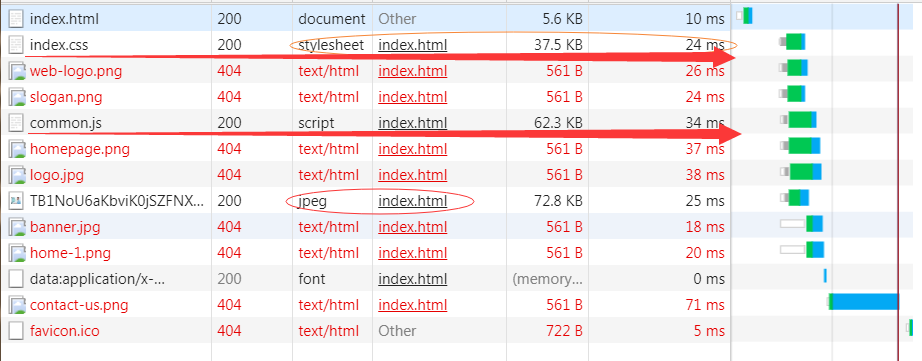 index.html 200 document Other 5.6 KB 10 ms
index.css 200 stylesheet index.html 37.5 KB 24 ms
web-logo.png 404 text/html index.html 561 B 26 ms
slogan.png 404 text/html index.html 561 B 24 ms
common.js 200 script index.html 62.3 KB 34 ms
homepage.png 404 text/html index.html 561 B 37 ms
logo.jpg 404 text/html index.html 561 B 38 ms
TB1NoU6aKbviK0jSZFNX... 200 jpeg index.html 72.8 KB 25 ms
banner.jpg 404 text/html index.html 561 B 18 ms
home-1.png 404 text/html index.html 561 B 20 ms
data:application/x-... 200 font index.html (memory... 0 ms
contact-us.png 404 text/html index.html 561 B 71 ms
favicon.ico 404 text/html Other 722 B 5 ms